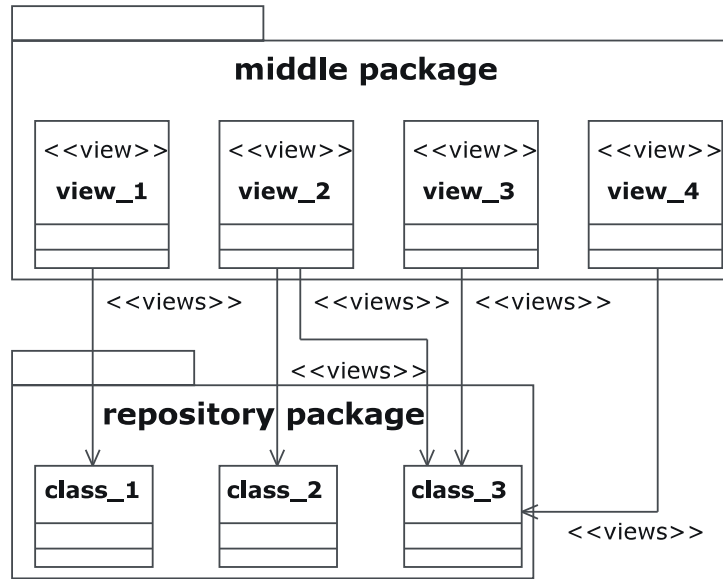 middle package
<<view>> <<view>> <<view>> <<view>>
view_1 view_2 view_3 view_4
<<views>> <<views>> <<views>>
<<views>>
repository package
class_1 class_2 class_3
<<views>>